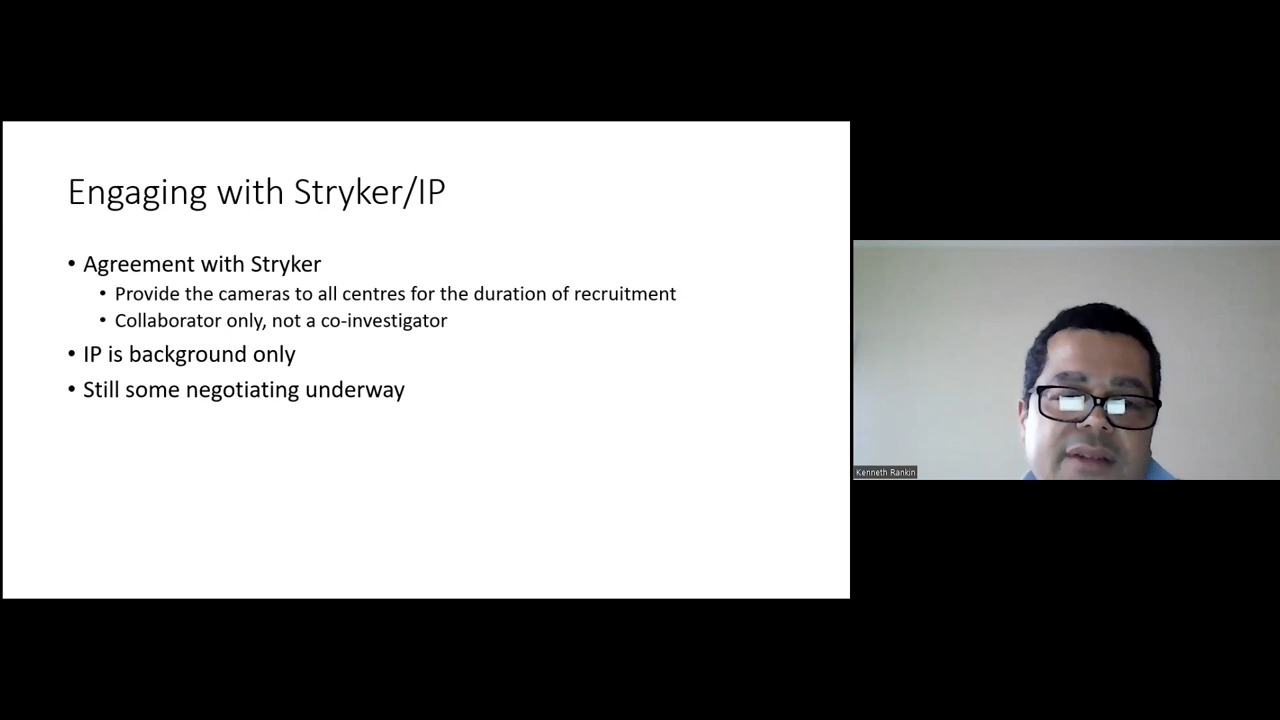 Engaging with Stryker/IP
• Agreement with Stryker
• Provide the cameras to all centres for the duration of recruitment
• Collaborator only, not a co-investigator
• IP is background only
• Still some negotiating underway
Kenneth Rankin